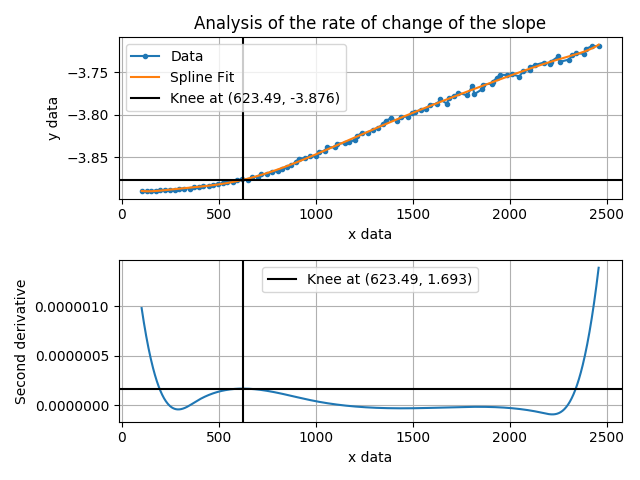 Analysis of the rate of change of the slope
Data
Spline Fit
Knee at (623.49, -3.876)
y data
−3.75
−3.80
−3.85
0 500 1000 1500 2000 2500
x data
Knee at (623.49, 1.693)
Second derivative
0.0000010
0.0000005
0.0000000
0 500 1000 1500 2000 2500
x data